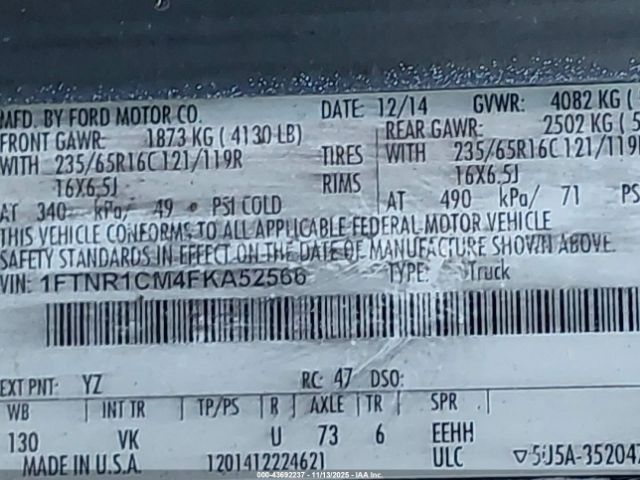 MFD. BY FORD MOTOR CO. DATE: 12/14 GVWR: 4082 KG (
FRONT GAWR: 1873 KG ( 4130 LB) REAR GAWR: 2502 KG ( 5
WITH 235/65R16C 121/119R TIRES WITH 235/65R16C 121/119R
16X6.5J RIMS 16X6.5J
AT 340 kPa/ 49 PSI COLD AT 490 kPa/ 71 PS
THIS VEHICLE CONFORMS TO ALL APPLICABLE FEDERAL MOTOR VEHICLE
SAFETY STANDARDS IN EFFECT ON THE DATE OF MANUFACTURE SHOWN ABOVE.
VIN: 1FTNR1CM4FKA52566 TYPE: Truck
EXT PNT: YZ RC: 47 DSO:
WB INT TR TP/PS R AXLE TR SPR
130 VK U 73 6 EEHH
MADE IN U.S.A. 1201412224621 ULC ▽5U5A-352047
000-43692237 - 11/13/2025 - IAAI.COM